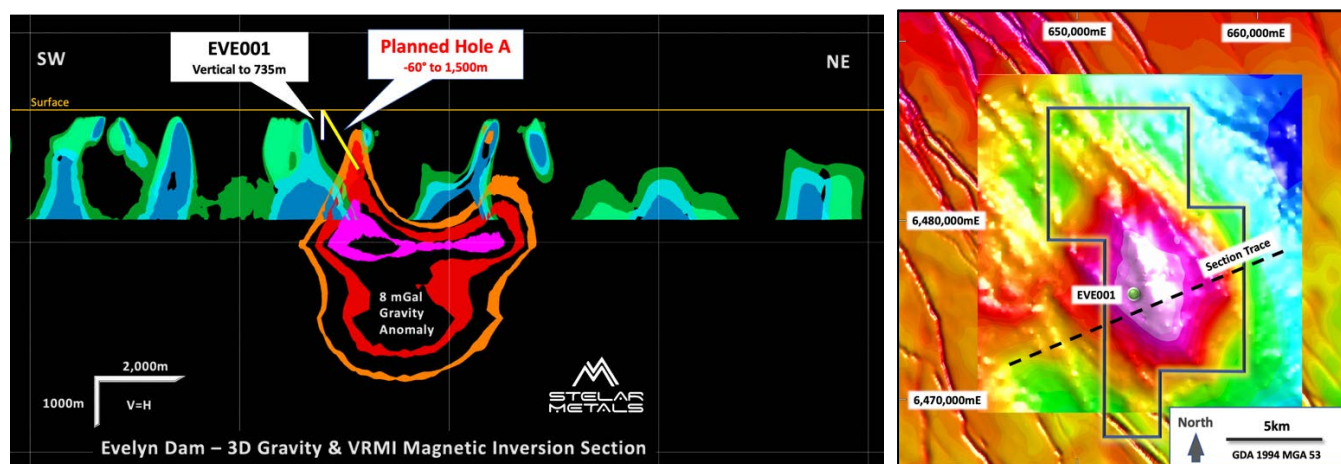 SW
EVE001
Vertical to 735m
Planned Hole A
-60° to 1,500m
NE
Surface
8 mGal
Gravity
Anomaly
2,000m
1000m
V=H
STELAR
METALS
Evelyn Dam – 3D Gravity & VRMI Magnetic Inversion Section
650,000mE
660,000mE
6,480,000mE
Section Trace
EVE001
6,470,000mE
North
5km
GDA 1994 MGA 53